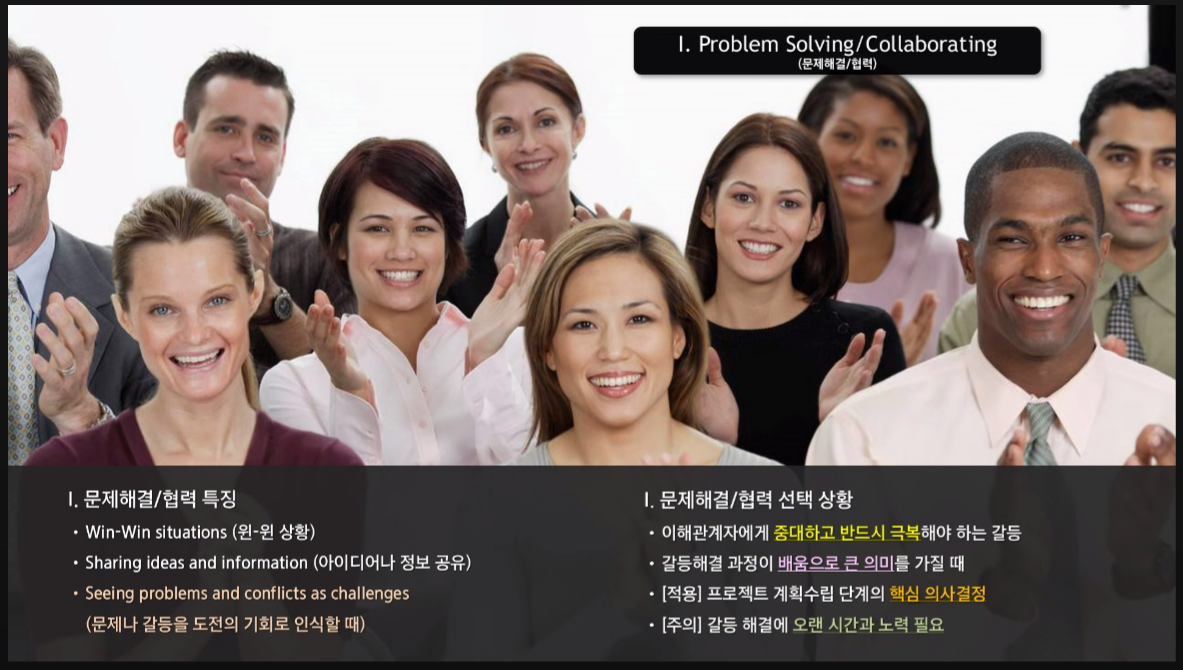 I. Problem Solving/Collaborating
(문제해결/협력)
I. 문제해결/협력 특징
• Win-Win situations (윈-윈 상황)
• Sharing ideas and information (아이디어나 정보 공유)
• Seeing problems and conflicts as challenges
(문제나 갈등을 도전의 기회로 인식할 때)
I. 문제해결/협력 선택 상황
• 이해관계자에게 중대하고 반드시 극복해야 하는 갈등
• 갈등해결 과정이 배움으로 큰 의미를 가질 때
• [적용] 프로젝트 계획수립 단계의 핵심 의사결정
• [주의] 갈등 해결에 오랜 시간과 노력 필요